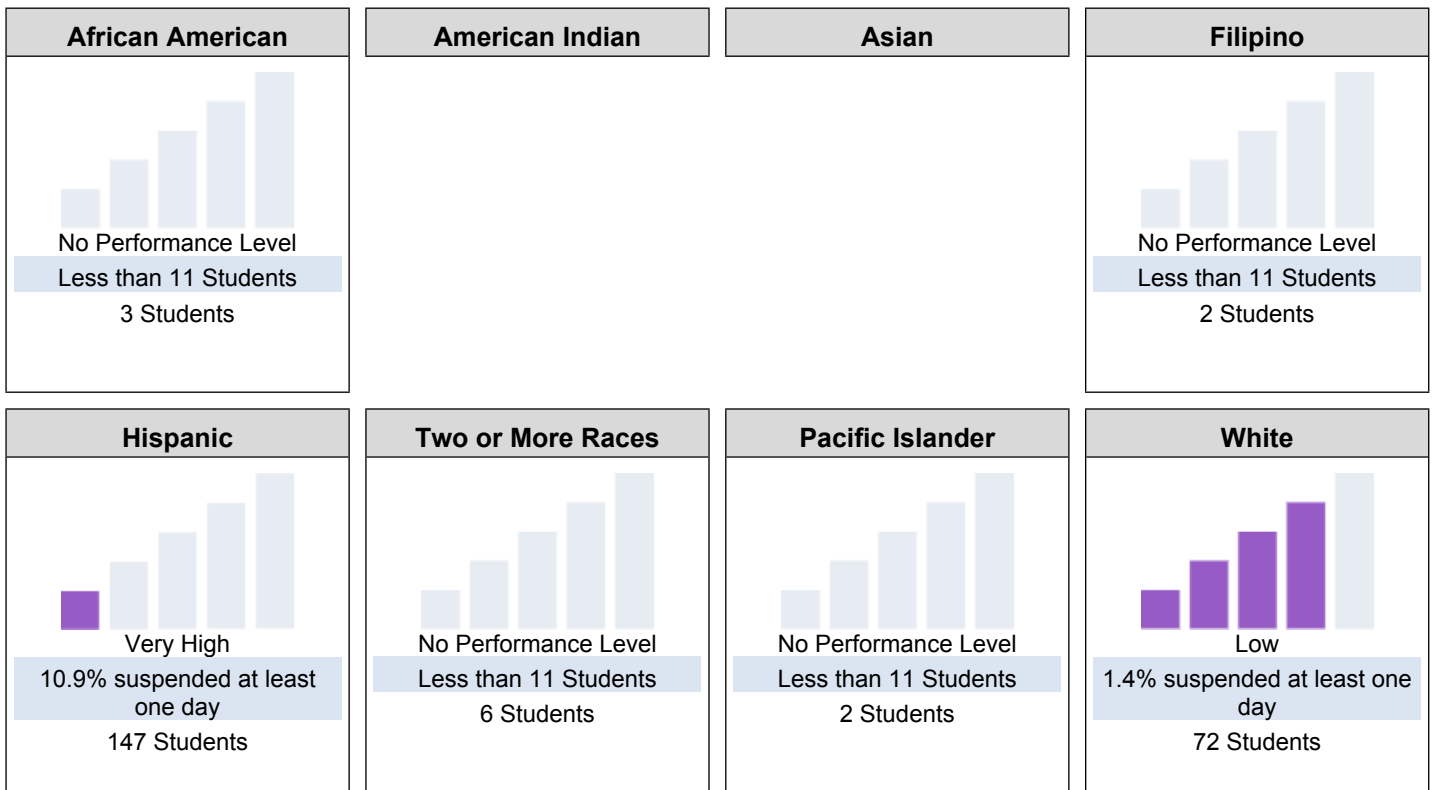 African American
American Indian
Asian
Filipino
No Performance Level
Less than 11 Students
3 Students
No Performance Level
Less than 11 Students
2 Students
Hispanic
Two or More Races
Pacific Islander
White
Very High
10.9% suspended at least
one day
147 Students
No Performance Level
Less than 11 Students
6 Students
No Performance Level
Less than 11 Students
2 Students
Low
1.4% suspended at least one
day
72 Students